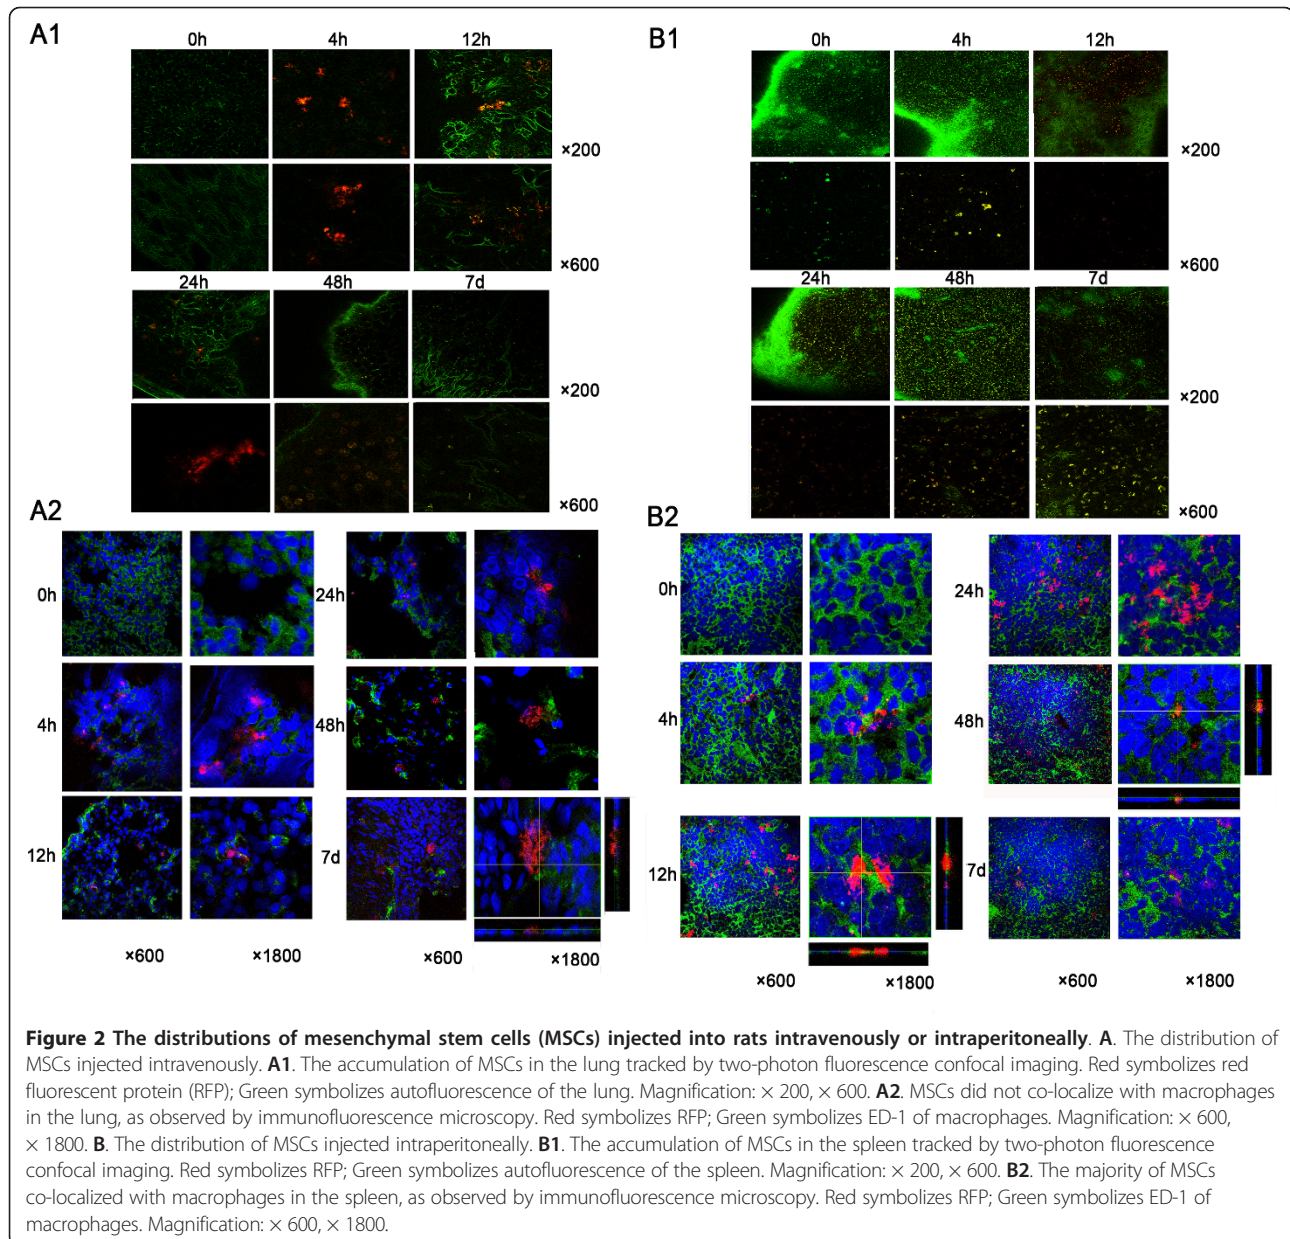 A1
0h 4h 12h
×200
×600
24h 48h 7d
×200
×600
B1
0h 4h 12h
×200
×600
24h 48h 7d
×200
×600
A2
0h 24h
4h 48h
12h 7d
×600 ×1800 ×600 ×1800
B2
0h 24h
4h 48h
12h 7d
×600 ×1800 ×600 ×1800
Figure 2 The distributions of mesenchymal stem cells (MSCs) injected into rats intravenously or intraperitoneally. A. The distribution of
MSCs injected intravenously. A1. The accumulation of MSCs in the lung tracked by two-photon fluorescence confocal imaging. Red symbolizes red
fluorescent protein (RFP); Green symbolizes autofluorescence of the lung. Magnification: × 200, × 600. A2. MSCs did not co-localize with macrophages
in the lung, as observed by immunofluorescence microscopy. Red symbolizes RFP; Green symbolizes ED-1 of macrophages. Magnification: × 600,
× 1800. B. The distribution of MSCs injected intraperitoneally. B1. The accumulation of MSCs in the spleen tracked by two-photon fluorescence
confocal imaging. Red symbolizes RFP; Green symbolizes autofluorescence of the spleen. Magnification: × 200, × 600. B2. The majority of MSCs
co-localized with macrophages in the spleen, as observed by immunofluorescence microscopy. Red symbolizes RFP; Green symbolizes ED-1 of
macrophages. Magnification: × 600, × 1800.